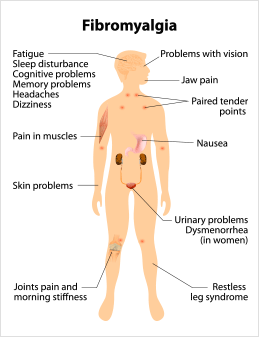 Fibromyalgia
Fatigue
Sleep disturbance
Cognitive problems
Memory problems
Headaches
Dizziness
Problems with vision
Jaw pain
Paired tender
points
Pain in muscles
Nausea
Skin problems
Urinary problems
Dysmenorrhea
(in women)
Joints pain and
morning stiffness
Restless
leg syndrome